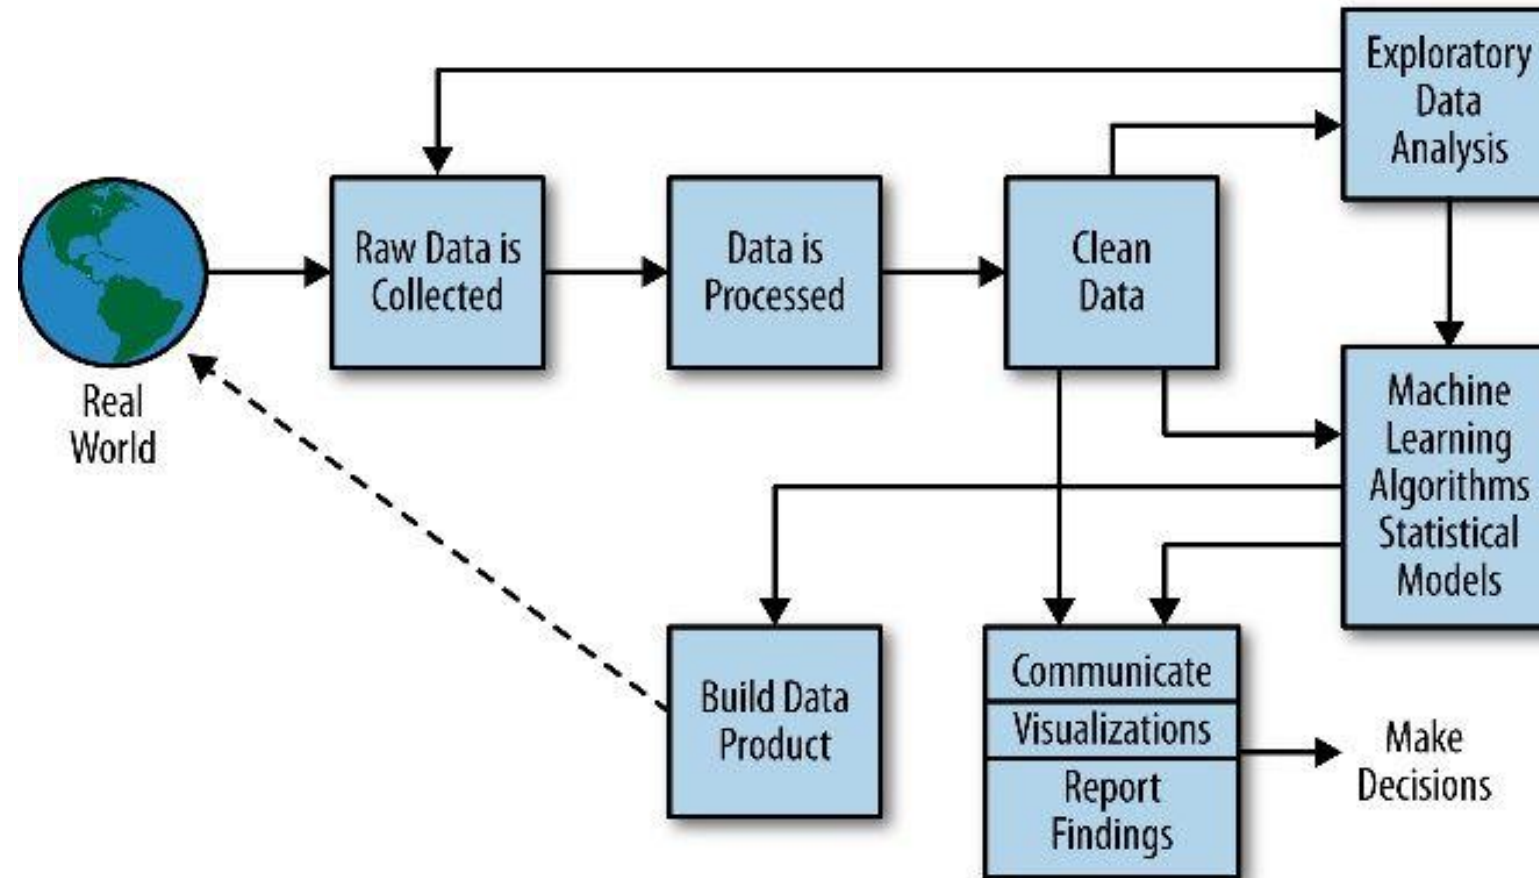 Exploratory
Data
Analysis
Raw Data is
Collected
Data is
Processed
Clean
Data
Real
World
Machine
Learning
Algorithms
Statistical
Models
Build Data
Product
Communicate
Visualizations
Report
Findings
Make
Decisions